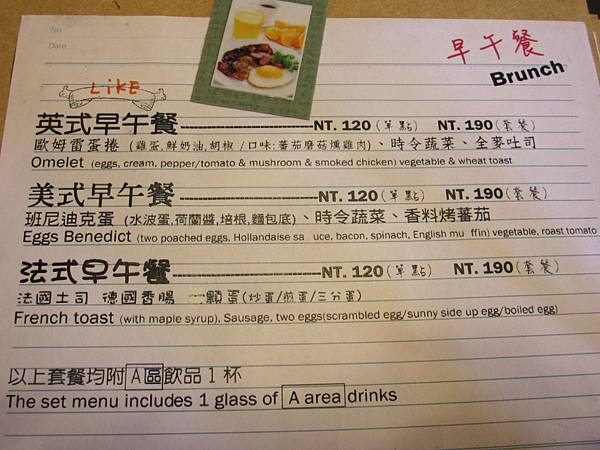 No
Date
早午餐
Brunch
LiKE
英式早午餐--------------------NT. 120(單點) NT. 190(套餐)
歐姆雷蛋捲 (雞蛋,鮮奶油,胡椒/口味:蕃茄磨菇燻雞肉)、時令蔬菜、全麥吐司
Omelet (eggs, cream, pepper/tomato & mushroom & smoked chicken) vegetable & wheat toast
美式早午餐--------------------NT. 120(單點) NT. 190(套餐)
班尼迪克蛋 (水波蛋,荷蘭醬,培根,麵包底)、時令蔬菜、香料烤蕃茄
Eggs Benedict (two poached eggs, Hollandaise sa uce, bacon, spinach, English mu ffin) vegetable, roast tomato
法式早午餐--------------------NT. 120(單點) NT. 190(套餐)
法國土司 德國香腸 顆蛋(炒蛋/煎蛋/三分蛋)
French toast (with maple syrup), Sausage, two eggs(scrambled egg/sunny side up egg/boiled egg)
以上套餐均附 A區 飲品 1 杯
The set menu includes 1 glass of A area drinks